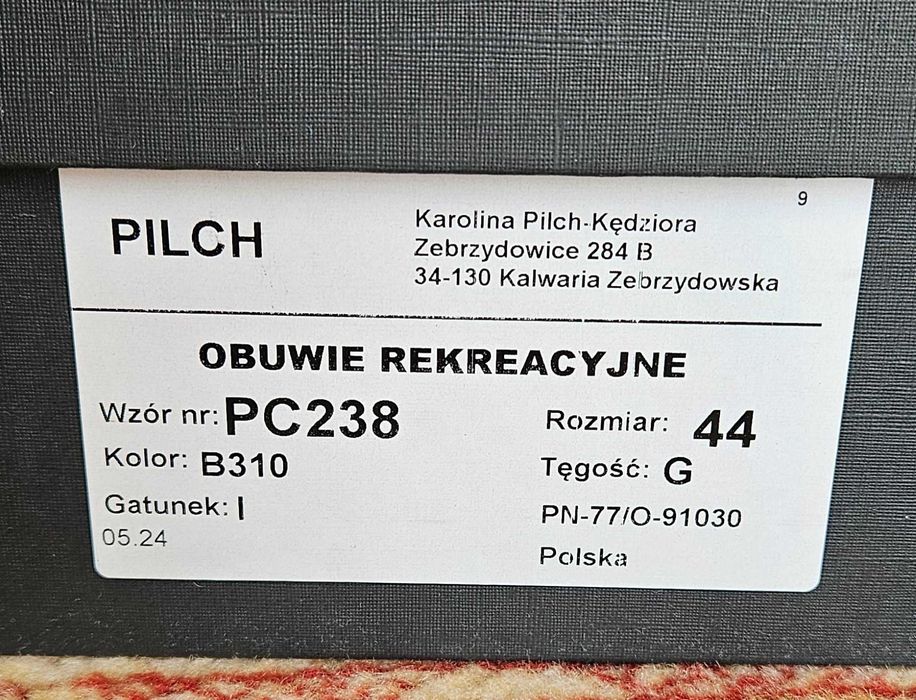 9
PILCH
Karolina Pilch-Kędziora
Zebrzydowice 284 B
34-130 Kalwaria Zebrzydowska
OBUWIE REKREACYJNE
Wzór nr: PC238
Kolor: B310
Gatunek: I
05.24
Rozmiar: 44
Tęgość: G
PN-77/O-91030
Polska